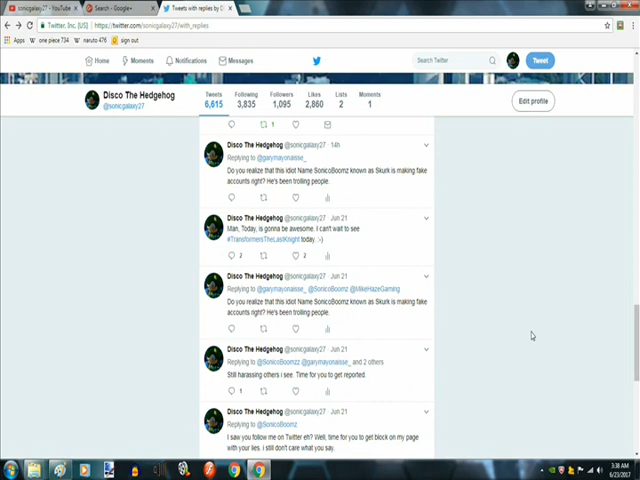 sonicgalaxy27 - YouTube
Search - Google+
Tweets with replies by Di
Twitter, Inc. [US] https://twitter.com/sonicgalaxy27/with_replies
Apps one piece 734 naruto 476 sign out
Home Moments Notifications Messages Search Twitter Tweet
Disco The Hedgehog
@sonicgalaxy27
Tweets Following Followers Likes Lists Moments
6,615 3,835 1,095 2,860 2 1
Edit profile
1
Disco The Hedgehog @sonicgalaxy27 · 14h
Replying to @garymayonaisse_
Do you realize that this idiot Name SonicoBoomz known as Skurk is making fake
accounts right? He's been trolling people.
Disco The Hedgehog @sonicgalaxy27 · Jun 21
Man, Today, is gonna be awesome. I can't wait to see
#TransformersTheLastKnight today. :-)
2 2
Disco The Hedgehog @sonicgalaxy27 · Jun 21
Replying to @garymayonaisse_ @SonicoBoomz @MikeHazeGaming
Do you realize that this idiot Name SonicoBoomz known as Skurk is making fake
accounts right? He's been trolling people.
Disco The Hedgehog @sonicgalaxy27 · Jun 21
Replying to @SonicoBoomzz @garymayonaisse_ and 2 others
Still harassing others i see. Time for you to get reported.
1
Disco The Hedgehog @sonicgalaxy27 · Jun 21
Replying to @SonicoBoomz
I saw you follow me on Twitter eh? Well, time for you to get block on my page
with your lies. i still don't care what you say.
3:38 AM
6/23/2017